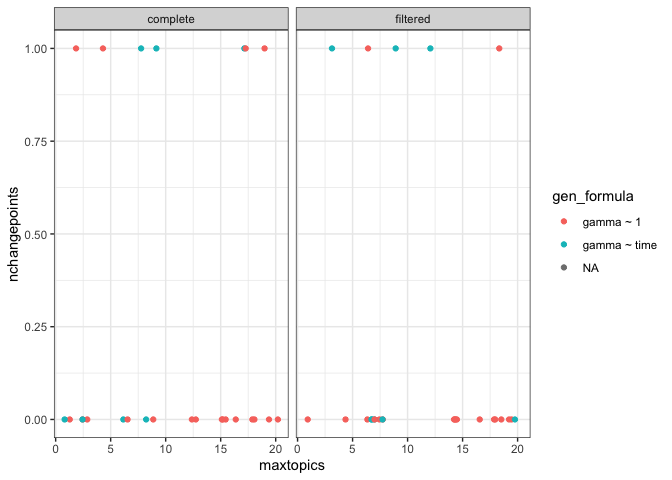 complete
filtered
1.00
0.75
0.50
0.25
0.00
nchangepoints
0 5 10 15 20
0 5 10 15 20
maxtopics
gen_formula
gamma ~ 1
gamma ~ time
NA